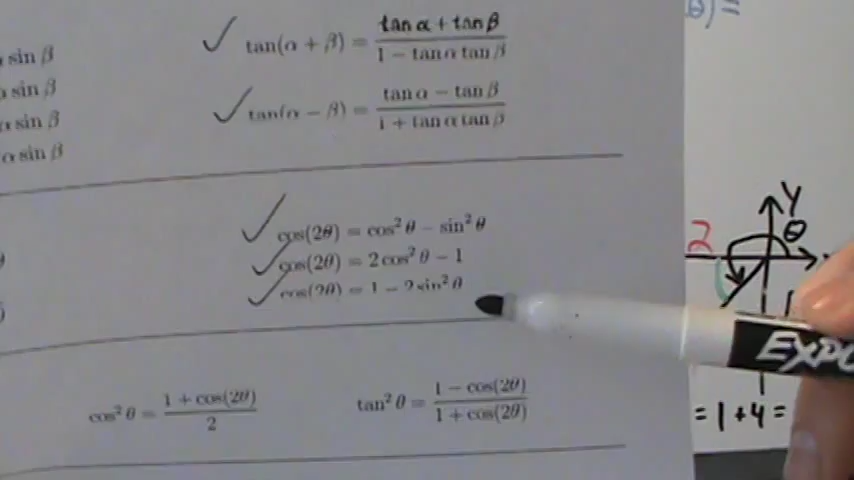 α sin β
α sin β
α sin β
α sin β
tan(α + β) = tan α + tan β / 1 − tan α tan β
tan(α − β) = tan α − tan β / 1 + tan α tan β
cos(2θ) = cos² θ − sin² θ
cos(2θ) = 2 cos² θ − 1
cos(2θ) = 1 − 2 sin² θ
cos² θ = 1 + cos(2θ) / 2
tan² θ = 1 − cos(2θ) / 1 + cos(2θ)
θ) =
Y
2
θ
EXPO
= 1 + 4 =